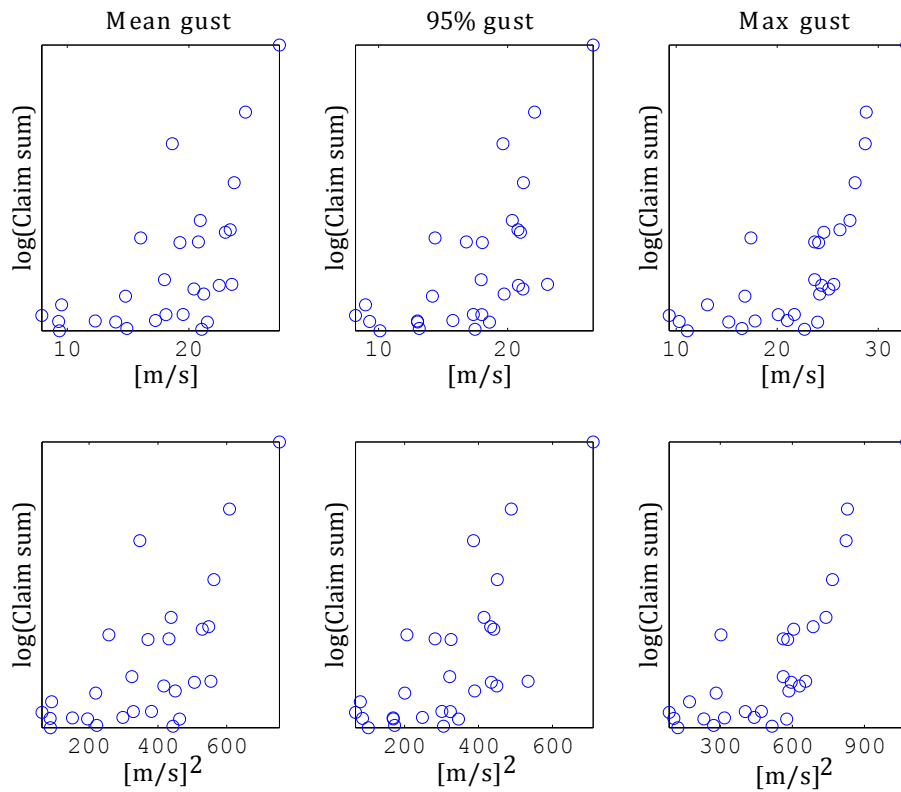 Mean gust
95% gust
Max gust
log(Claim sum)
log(Claim sum)
log(Claim sum)
10 20
10 20
10 20 30
[m/s]
[m/s]
[m/s]
log(Claim sum)
log(Claim sum)
log(Claim sum)
200 400 600
200 400 600
300 600 900
[m/s]²
[m/s]²
[m/s]²